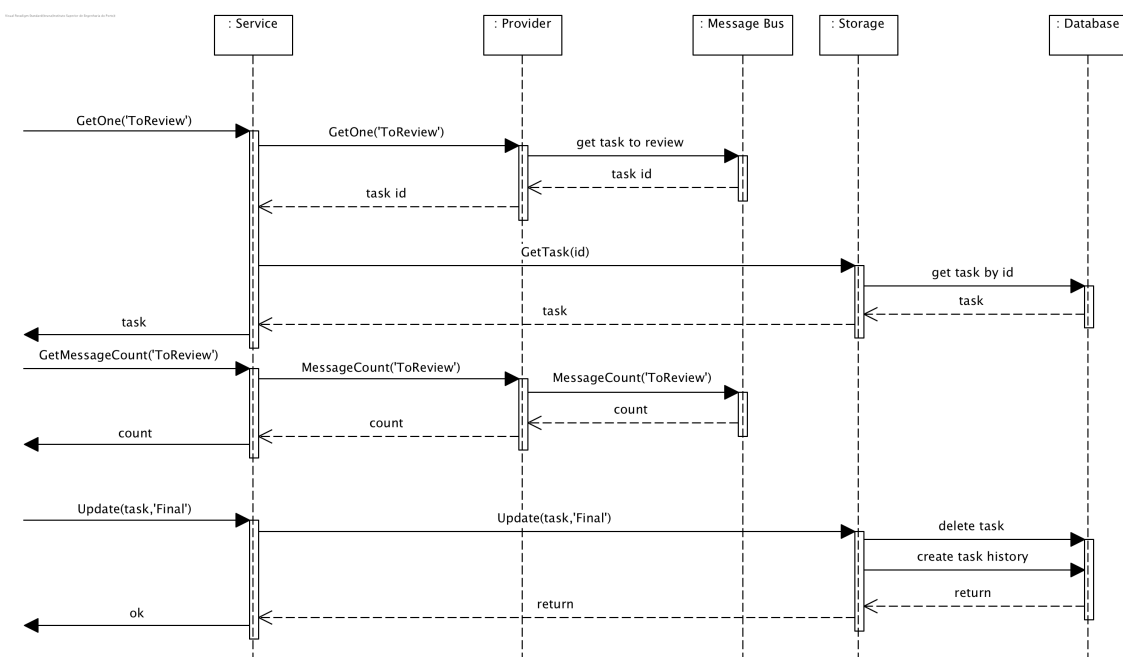 : Service
: Provider
: Message Bus
: Storage
: Database
GetOne('ToReview')
GetOne('ToReview')
get task to review
task id
task id
GetTask(id)
get task by id
task
task
task
GetMessageCount('ToReview')
MessageCount('ToReview')
MessageCount('ToReview')
count
count
count
Update(task,'Final')
Update(task,'Final')
delete task
create task history
return
return
ok